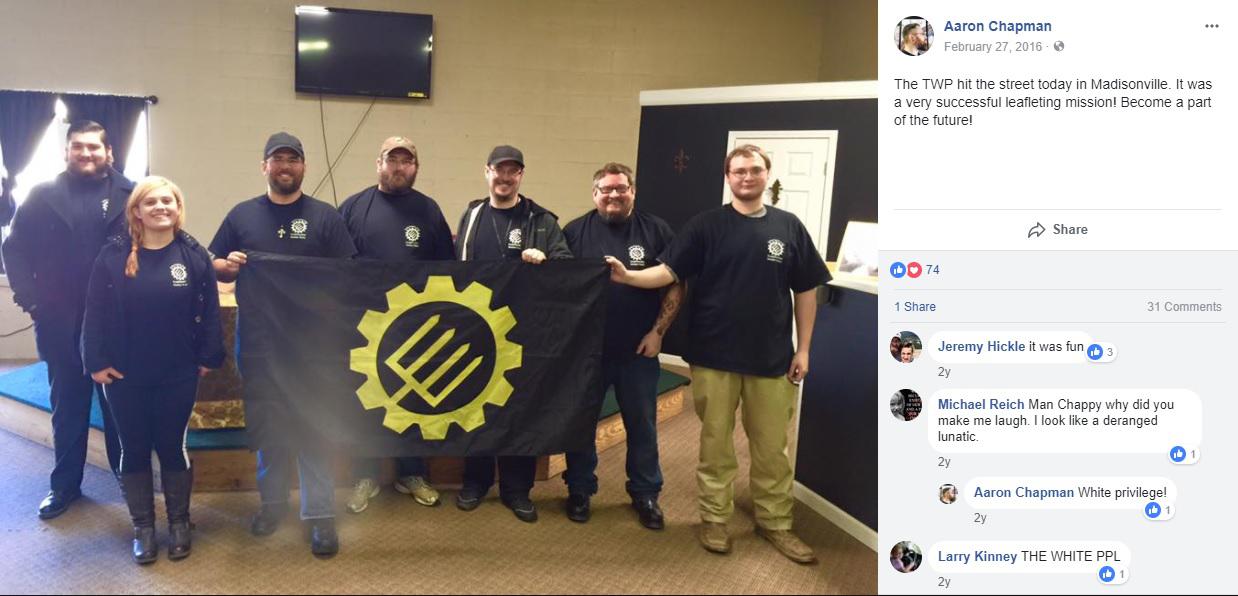 Aaron Chapman
February 27, 2016 ·
The TWP hit the street today in Madisonville. It was
a very successful leafleting mission! Become a part
of the future!
Share
74
1 Share
31 Comments
Jeremy Hickle it was fun
3
2y
Michael Reich Man Chappy why did you
make me laugh. I look like a deranged
lunatic.
1
2y
Aaron Chapman White privilege!
1
2y
Larry Kinney THE WHITE PPL
1
2y